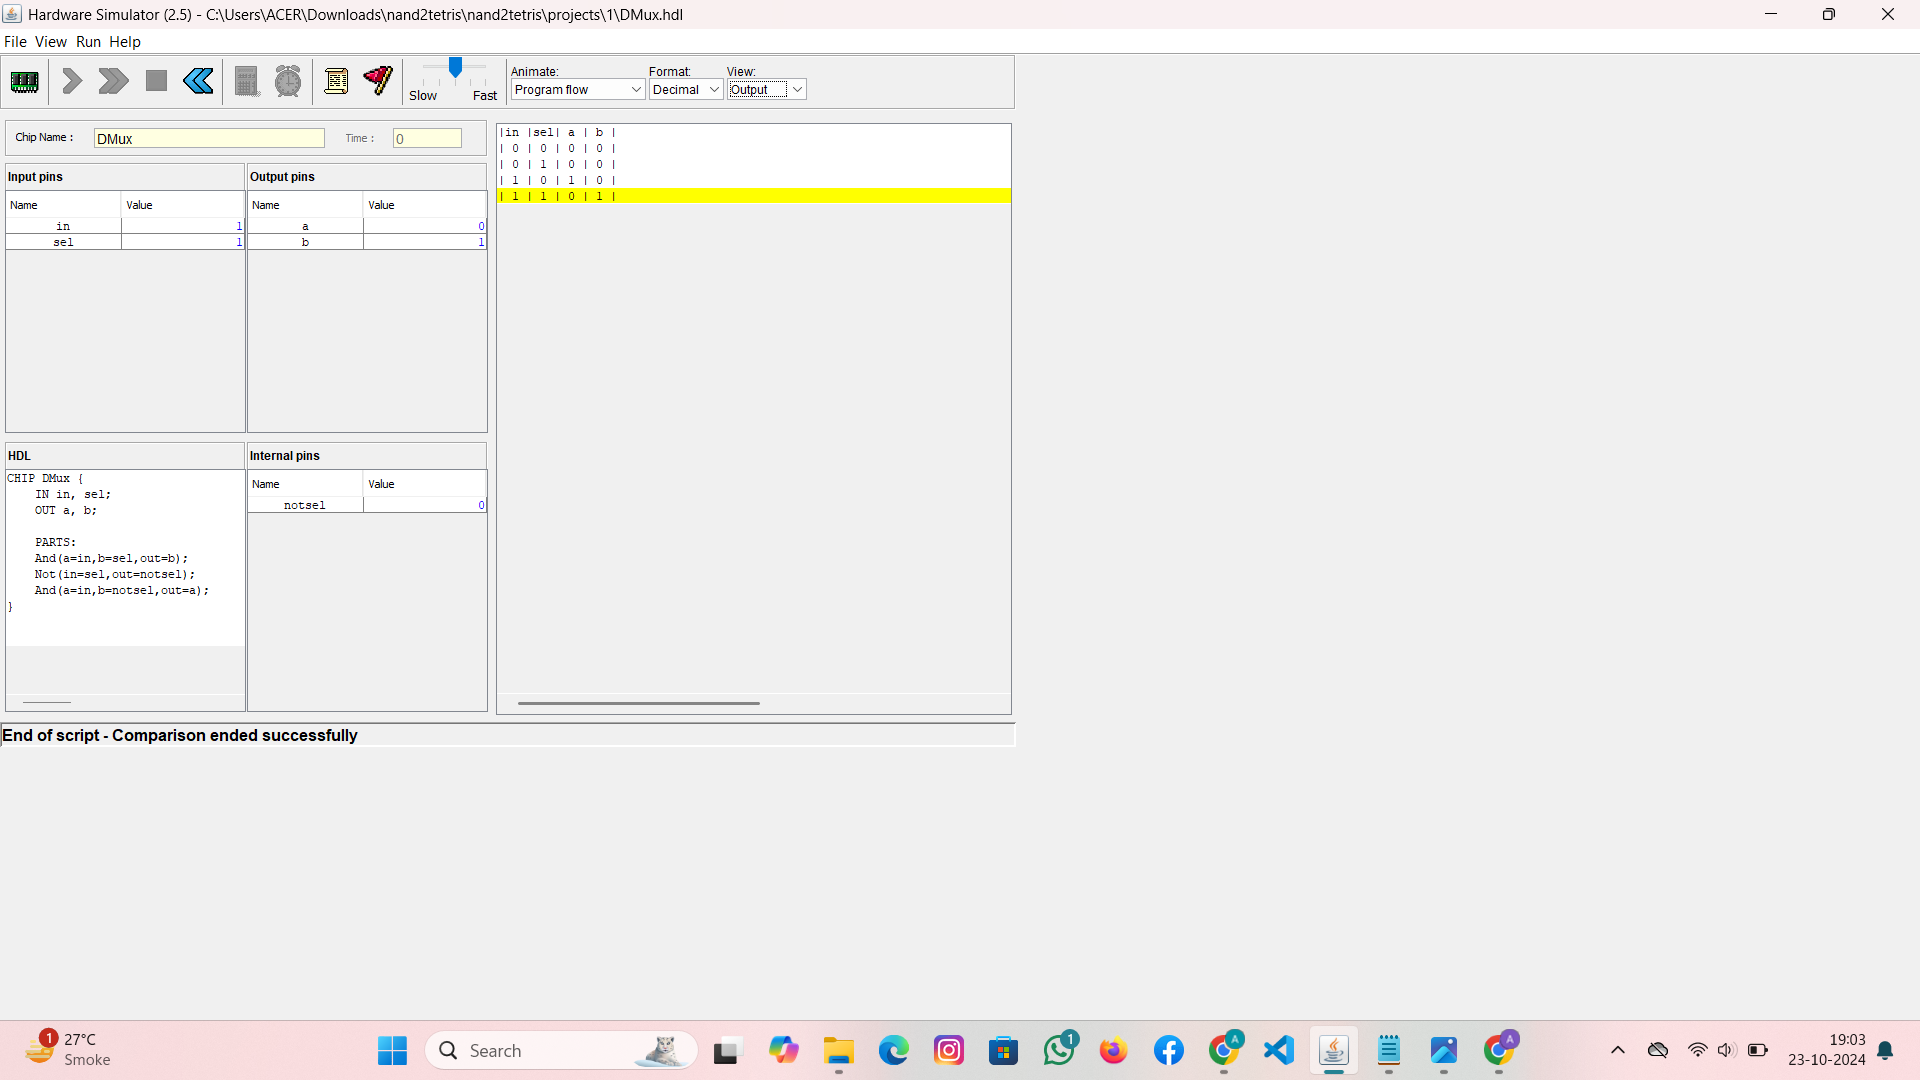 Hardware Simulator (2.5) - C:\Users\ACER\Downloads\nand2tetris\nand2tetris\projects\1\DMux.hdl
File View Run Help
Animate: Format: View:
Slow Fast Program flow Decimal Output
Chip Name : DMux Time : 0
Input pins Output pins
Name Value Name Value
in 1 a 0
sel 1 b 1
|in |sel| a | b |
| 0 | 0 | 0 | 0 |
| 0 | 1 | 0 | 0 |
| 1 | 0 | 1 | 0 |
| 1 | 1 | 0 | 1 |
HDL
CHIP DMux {
    IN in, sel;
    OUT a, b;
    PARTS:
    And(a=in,b=sel,out=b);
    Not(in=sel,out=notsel);
    And(a=in,b=notsel,out=a);
}
Internal pins
Name Value
notsel 0
End of script - Comparison ended successfully
1 27°C
Smoke
Search
1
A
A
19:03
23-10-2024